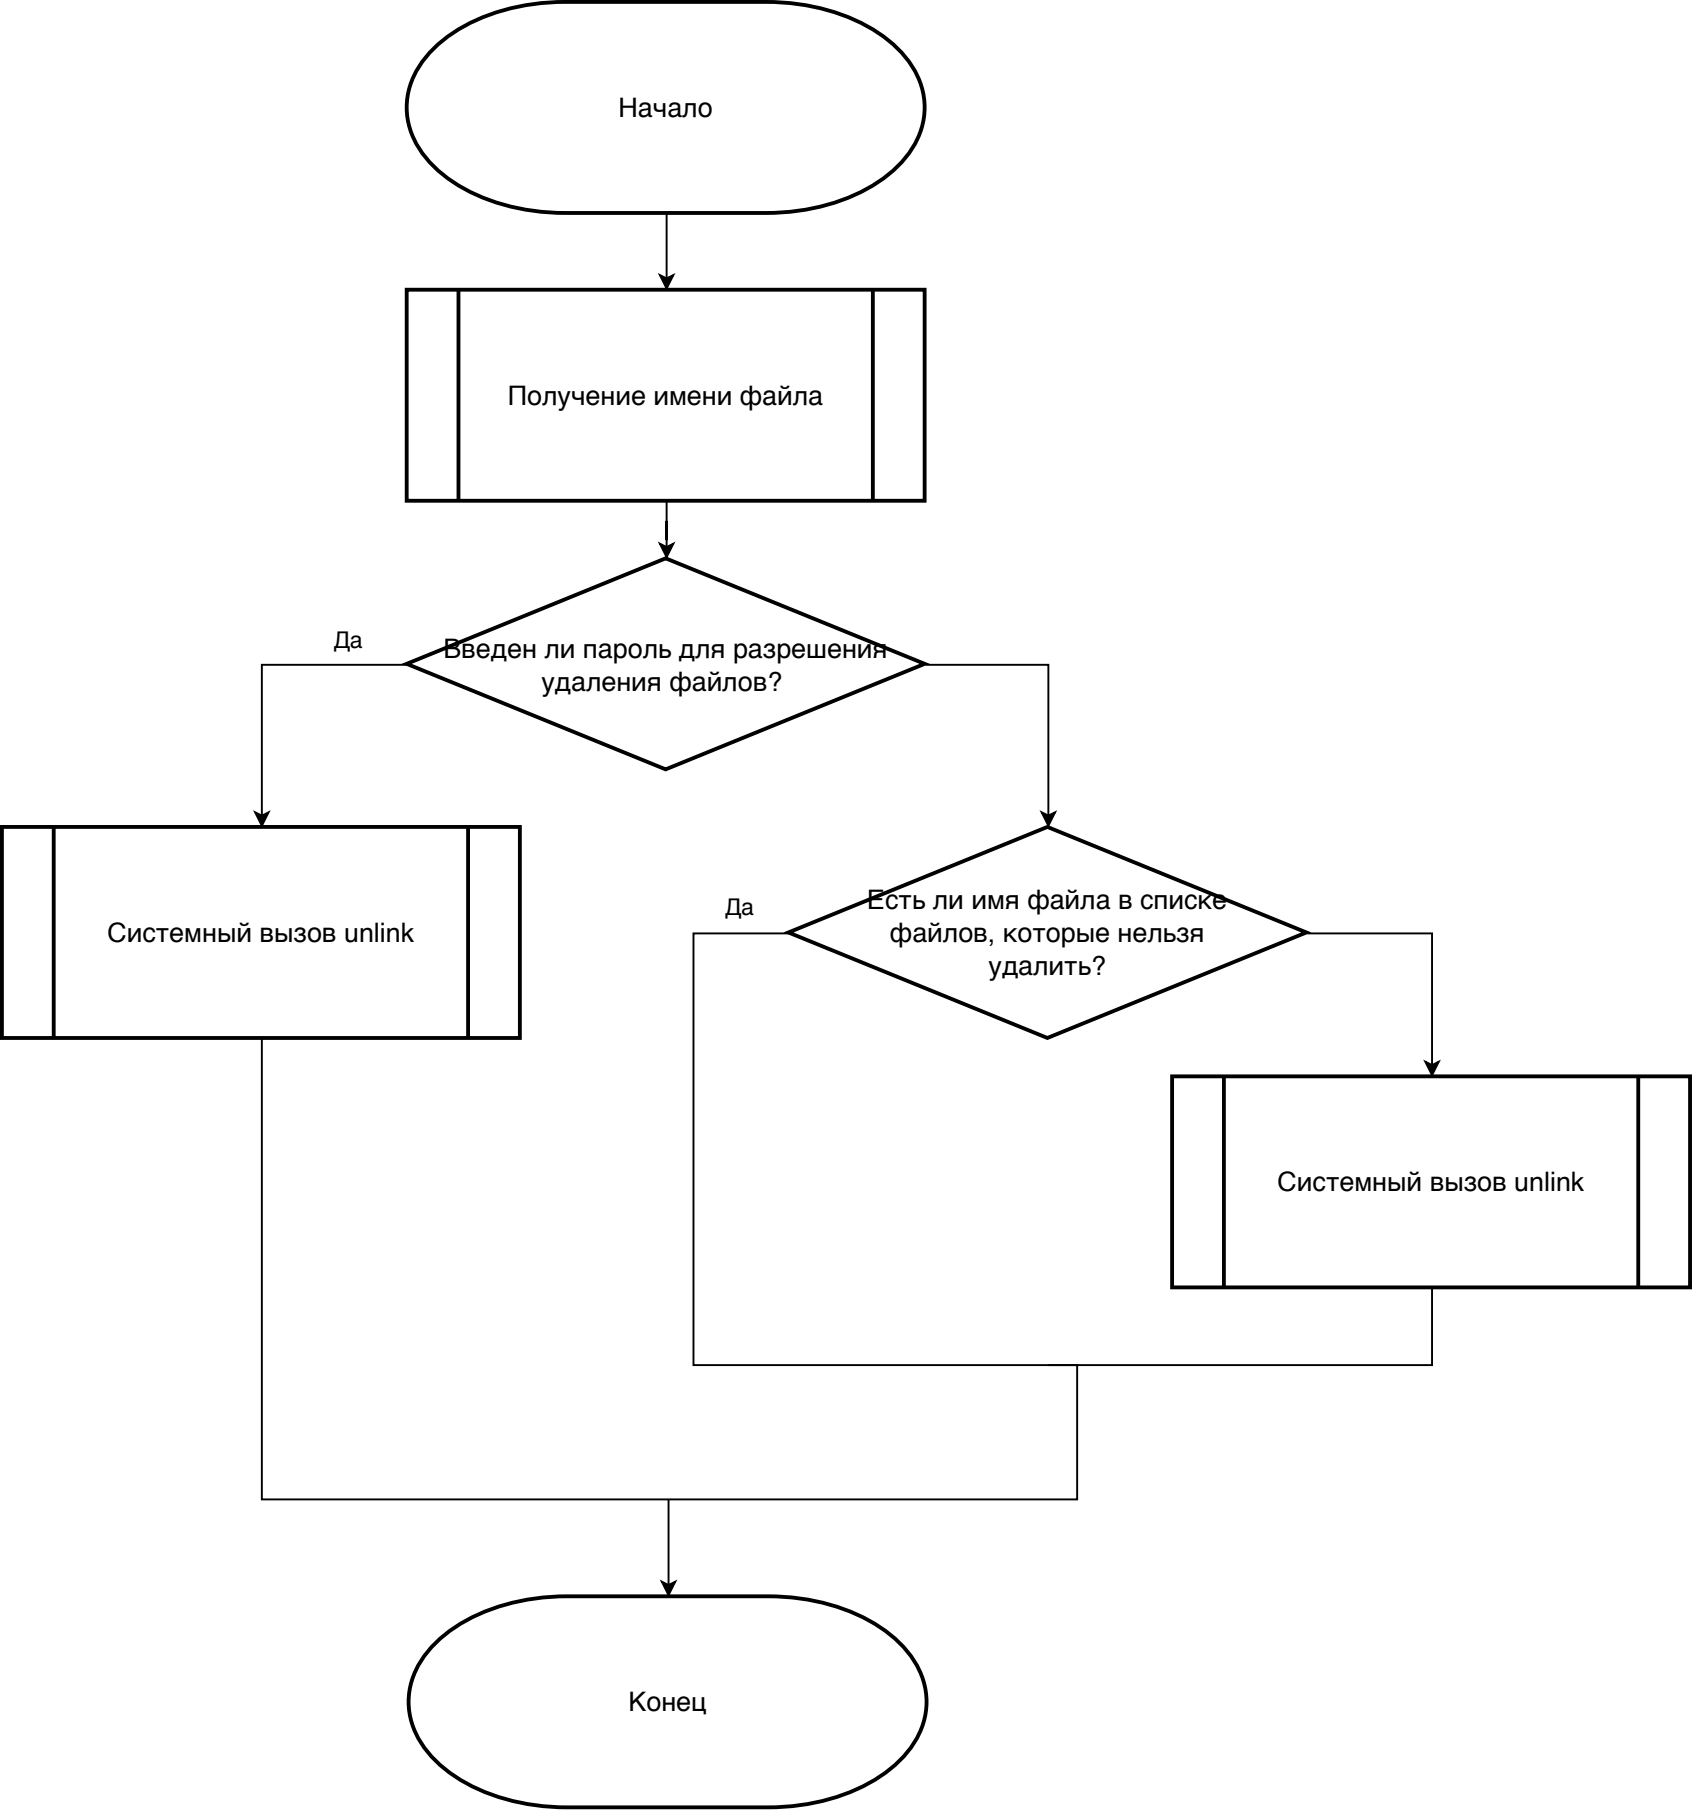 Начало
Получение имени файла
Да
Введен ли пароль для разрешения
удаления файлов?
Системный вызов unlink
Да
Есть ли имя файла в списке
файлов, которые нельзя
удалить?
Системный вызов unlink
Конец